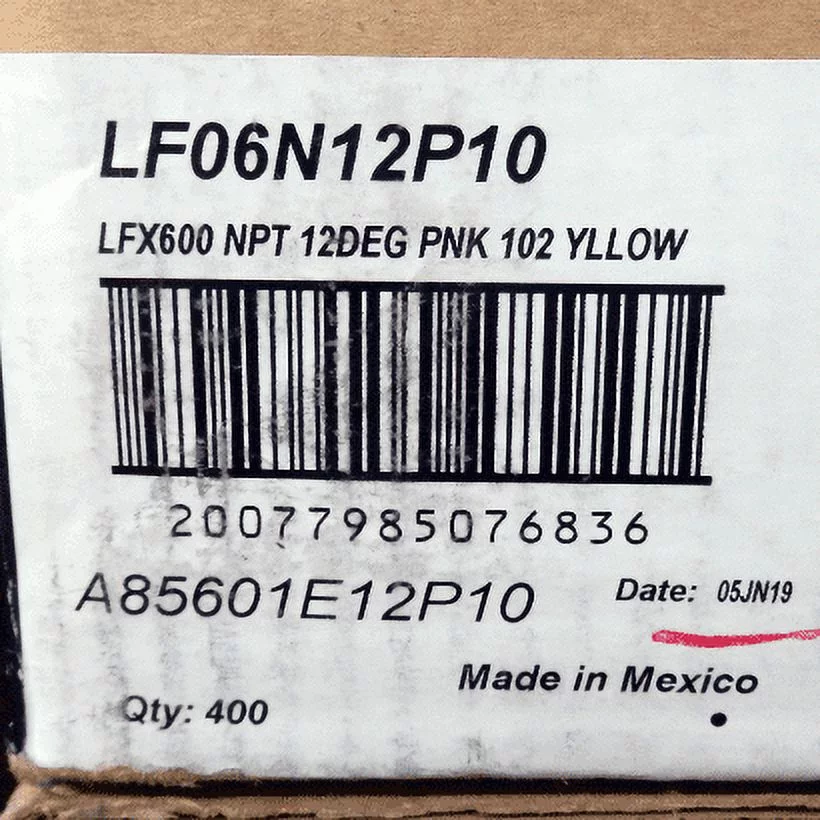 LF06N12P10
LFX600 NPT 12DEG PNK 102 YLLOW
20077985076836
A85601E12P10 Date: 05JN19
Made in Mexico
Qty: 400